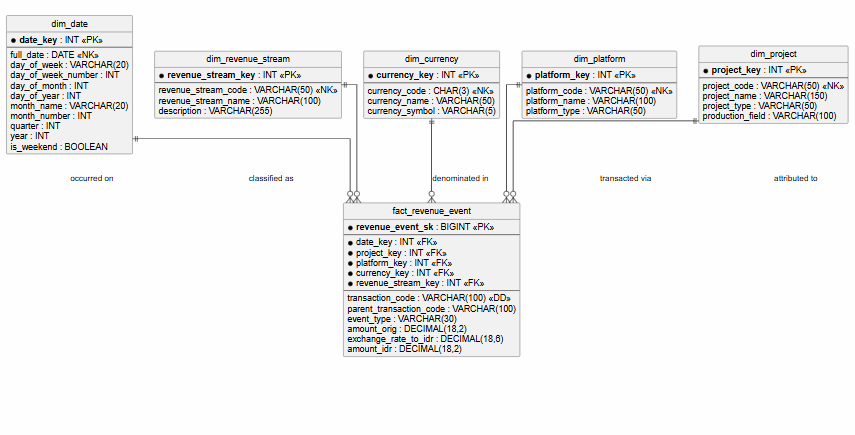 dim_date
● date_key : INT «PK»
full_date : DATE «NK»
day_of_week : VARCHAR(20)
day_of_week_number : INT
day_of_month : INT
day_of_year : INT
month_name : VARCHAR(20)
month_number : INT
quarter : INT
year : INT
is_weekend : BOOLEAN
dim_revenue_stream
● revenue_stream_key : INT «PK»
revenue_stream_code : VARCHAR(50) «NK»
revenue_stream_name : VARCHAR(100)
description : VARCHAR(255)
dim_currency
● currency_key : INT «PK»
currency_code : CHAR(3) «NK»
currency_name : VARCHAR(50)
currency_symbol : VARCHAR(5)
dim_platform
● platform_key : INT «PK»
platform_code : VARCHAR(50) «NK»
platform_name : VARCHAR(100)
platform_type : VARCHAR(50)
dim_project
● project_key : INT «PK»
project_code : VARCHAR(50) «NK»
project_name : VARCHAR(150)
project_type : VARCHAR(50)
production_field : VARCHAR(100)
occurred on
classified as
denominated in
transacted via
attributed to
fact_revenue_event
● revenue_event_sk : BIGINT «PK»
● date_key : INT «FK»
● project_key : INT «FK»
● platform_key : INT «FK»
● currency_key : INT «FK»
● revenue_stream_key : INT «FK»
transaction_code : VARCHAR(100) «DD»
parent_transaction_code : VARCHAR(100)
event_type : VARCHAR(30)
amount_orig : DECIMAL(18,2)
exchange_rate_to_idr : DECIMAL(18,6)
amount_idr : DECIMAL(18,2)